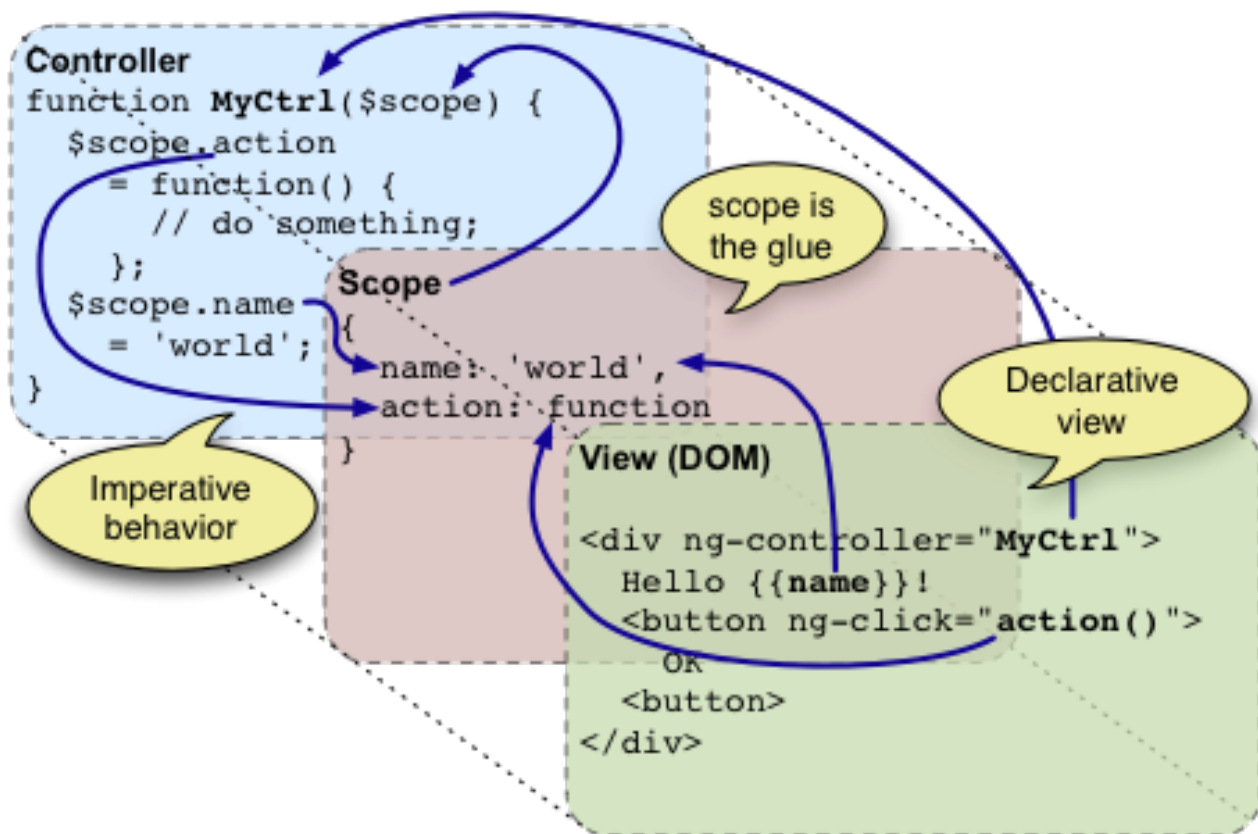 Controller
function MyCtrl($scope) {
$scope.action
= function() {
// do something;
};
$scope.name
= 'world';
}
Imperative
behavior
scope is
the glue
Scope
{
name: 'world',
action: function
}
Declarative
view
View (DOM)
<div ng-controller="MyCtrl">
Hello {{name}}!
<button ng-click="action()">
OK
<button>
</div>